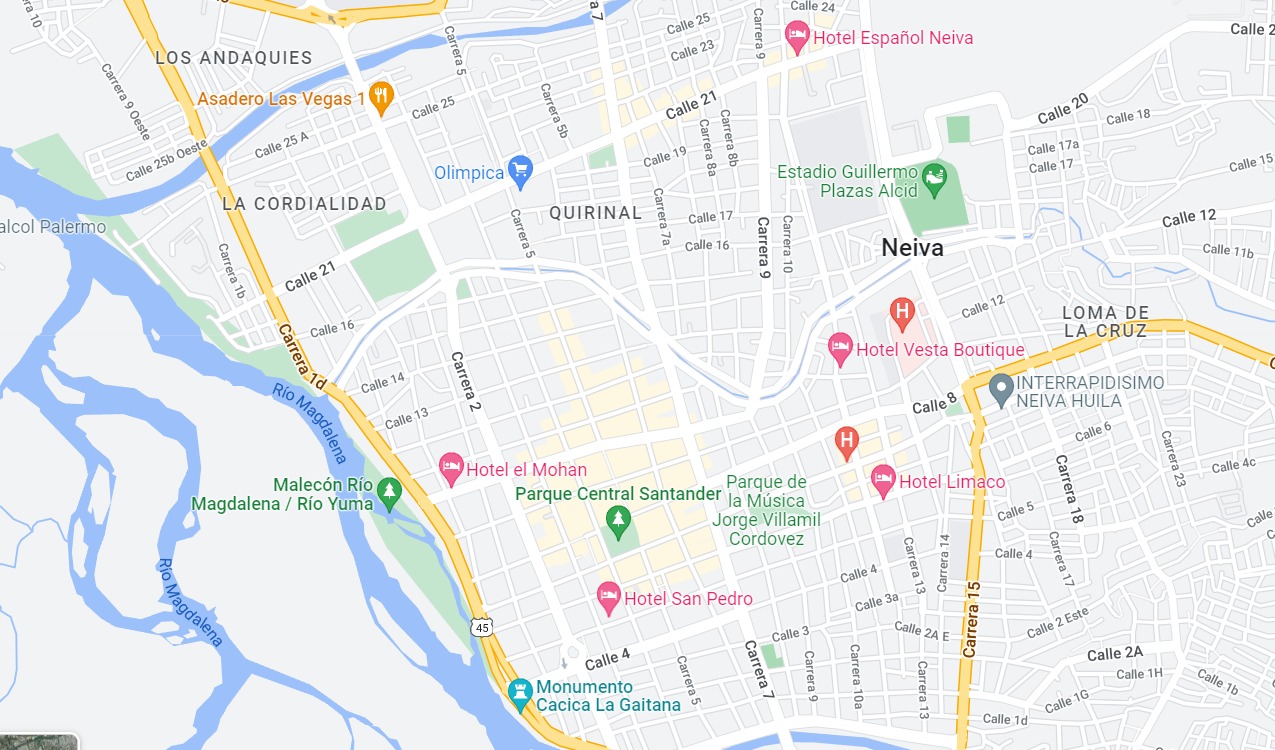 a 7
Calle 24
Calle 25
Carrera 9
Hotel Español Neiva
Calle 2
era 10
LOS ANDAQUIES
Carrera 5
Calle 23
Carrera 9 Oeste
Asadero Las Vegas 1
Calle 25
Carrera 5b
Calle 21
Calle 20
Calle 18
Calle 25 A
Carrera 8a
Carrera 8b
Calle 17a
Calle 25b Oeste
Calle 19
Calle 17
Calle 15
Olimpica
Estadio Guillermo
Plazas Alcid
LA CORDIALIDAD
QUIRINAL
Carrera 7a
Calle 17
Calle 12
alcol Palermo
Carrera 5
Calle 16
Carrera 9
Carrera 10
Neiva
Calle 11b
Carrera 1b
Calle 21
Calle 12
LOMA DE
LA CRUZ
Calle 16
Carrera 1d
Hotel Vesta Boutique
H
Carrera 2
Calle 14
INTERRAPIDISIMO
NEIVA HUILA
Río Magdalena
Calle 13
Calle 8
Calle 6
H
Carrera 23
Calle 4c
Hotel el Mohan
Carrera 18
Malecón Río
Magdalena / Río Yuma
Parque Central Santander
Parque de
la Música
Jorge Villamil
Cordovez
Hotel Limaco
Calle 5
Calle
Carrera 13
Carrera 14
Calle 4
Carrera 17
Río Magdalena
Calle 4
Hotel San Pedro
Calle 3a
Carrera 15
Calle 2 Este
45
Calle 3
Calle 2A E
Calle 4
Calle 2A
Carrera 7
Calle 1H
Monumento
Cacica La Gaitana
Carrera 5
Carrera 9
Carrera 10a
Carrera 13
Calle 1G
Calle 1b
Calle 1d